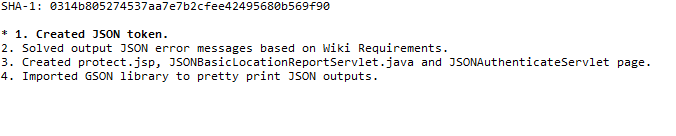 SHA-1: 0314b805274537aa7e7b2cfee42495680b569f90
* 1. Created JSON token.
2. Solved output JSON error messages based on Wiki Requirements.
3. Created protect.jsp, JSONBasicLocationReportServlet.java and JSONAuthenticateServlet page.
4. Imported GSON library to pretty print JSON outputs.